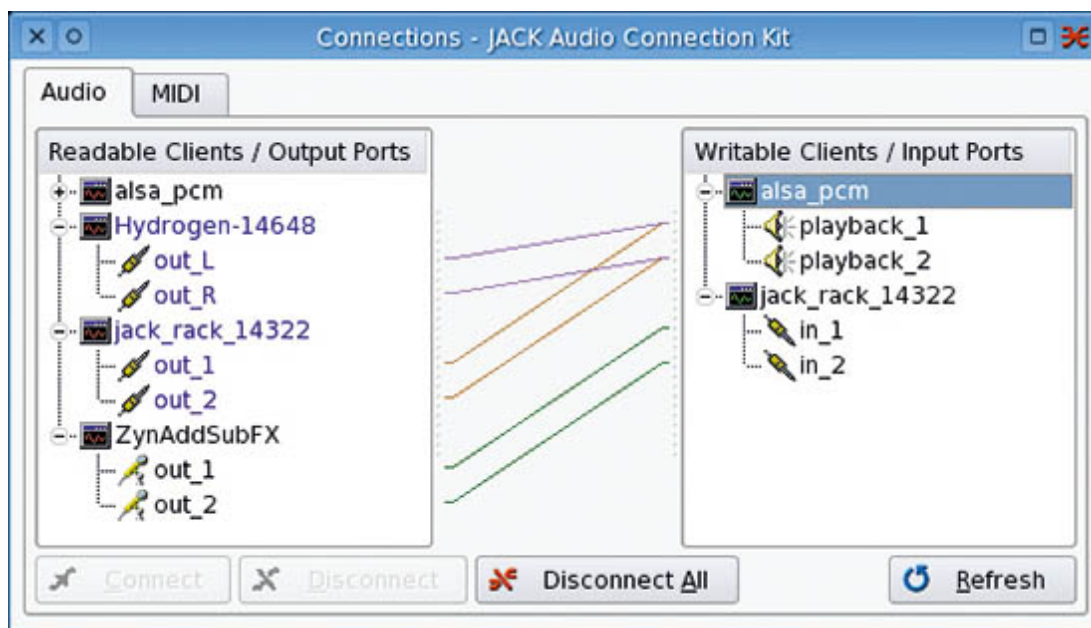 Connections - JACK Audio Connection Kit
Audio MIDI
Readable Clients / Output Ports
alsa_pcm
Hydrogen-14648
out_L
out_R
jack_rack_14322
out_1
out_2
ZynAddSubFX
out_1
out_2
Writable Clients / Input Ports
alsa_pcm
playback_1
playback_2
jack_rack_14322
in_1
in_2
Connect Disconnect Disconnect All Refresh